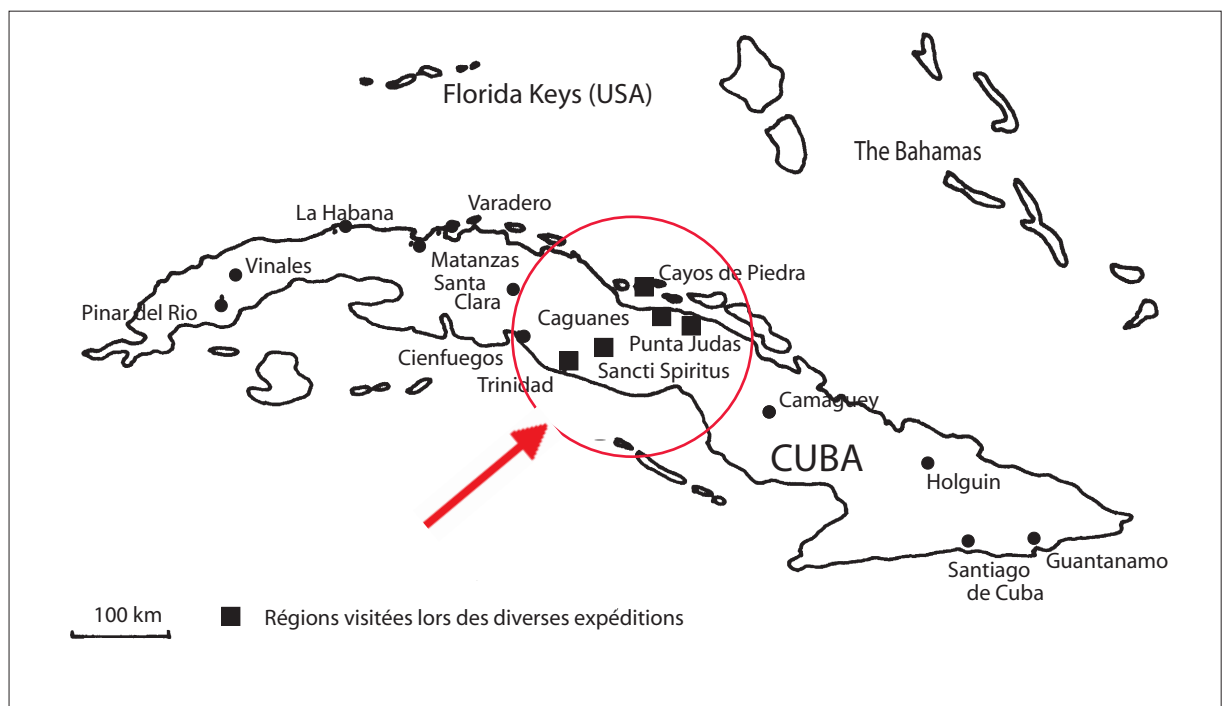 Florida Keys (USA)
The Bahamas
La Habana
Varadero
Vinales
Matanzas
Santa
Clara
Cayos de Piedra
Pinar del Rio
Caguanes
Punta Judas
Cienfuegos
Sancti Spiritus
Trinidad
Camaguey
CUBA
Holguin
Guantanamo
Santiago
de Cuba
100 km
Régions visitées lors des diverses expéditions